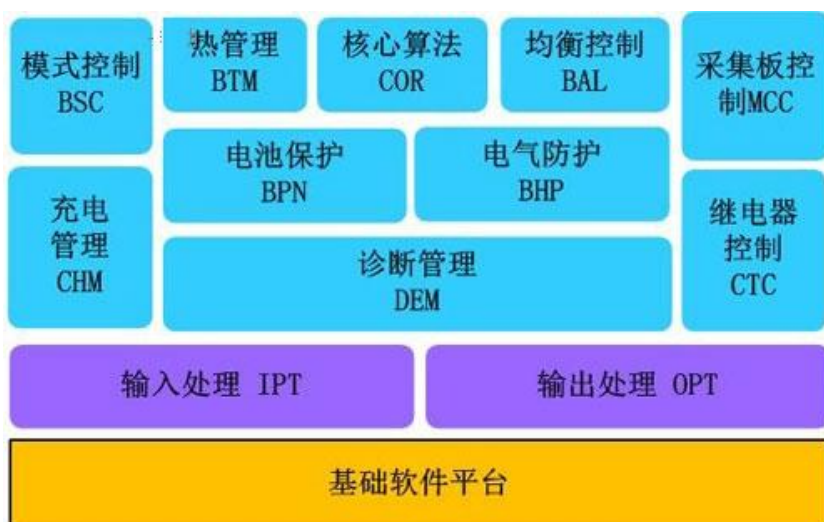 模式控制
BSC
热管理
BTM
核心算法
COR
均衡控制
BAL
采集板控
制MCC
电池保护
BPN
电气防护
BHP
充电
管理
CHM
继电器
控制
CTC
诊断管理
DEM
输入处理 IPT
输出处理 OPT
基础软件平台